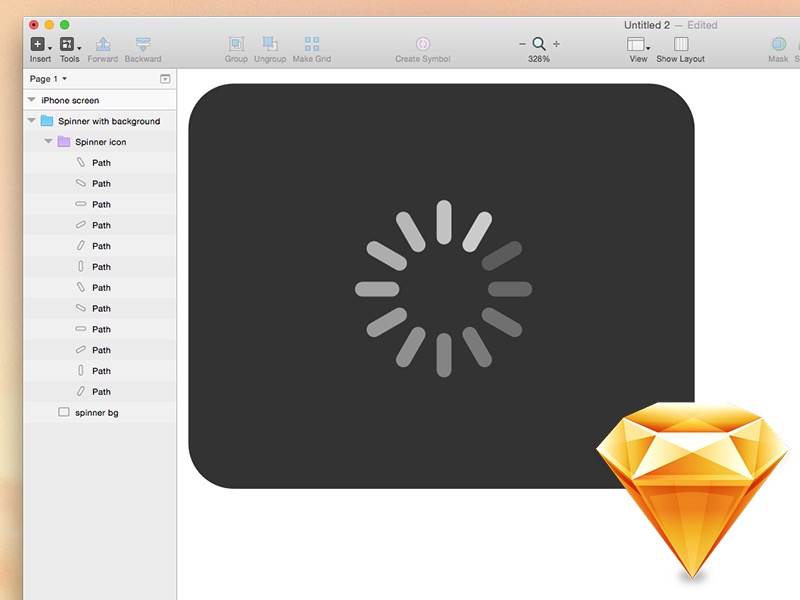 Untitled 2 — Edited
Insert Tools Forward Backward Group Ungroup Make Grid Create Symbol 328% View Show Layout Mask
Page 1
iPhone screen
Spinner with background
Spinner icon
Path
Path
Path
Path
Path
Path
Path
Path
Path
Path
Path
Path
spinner bg